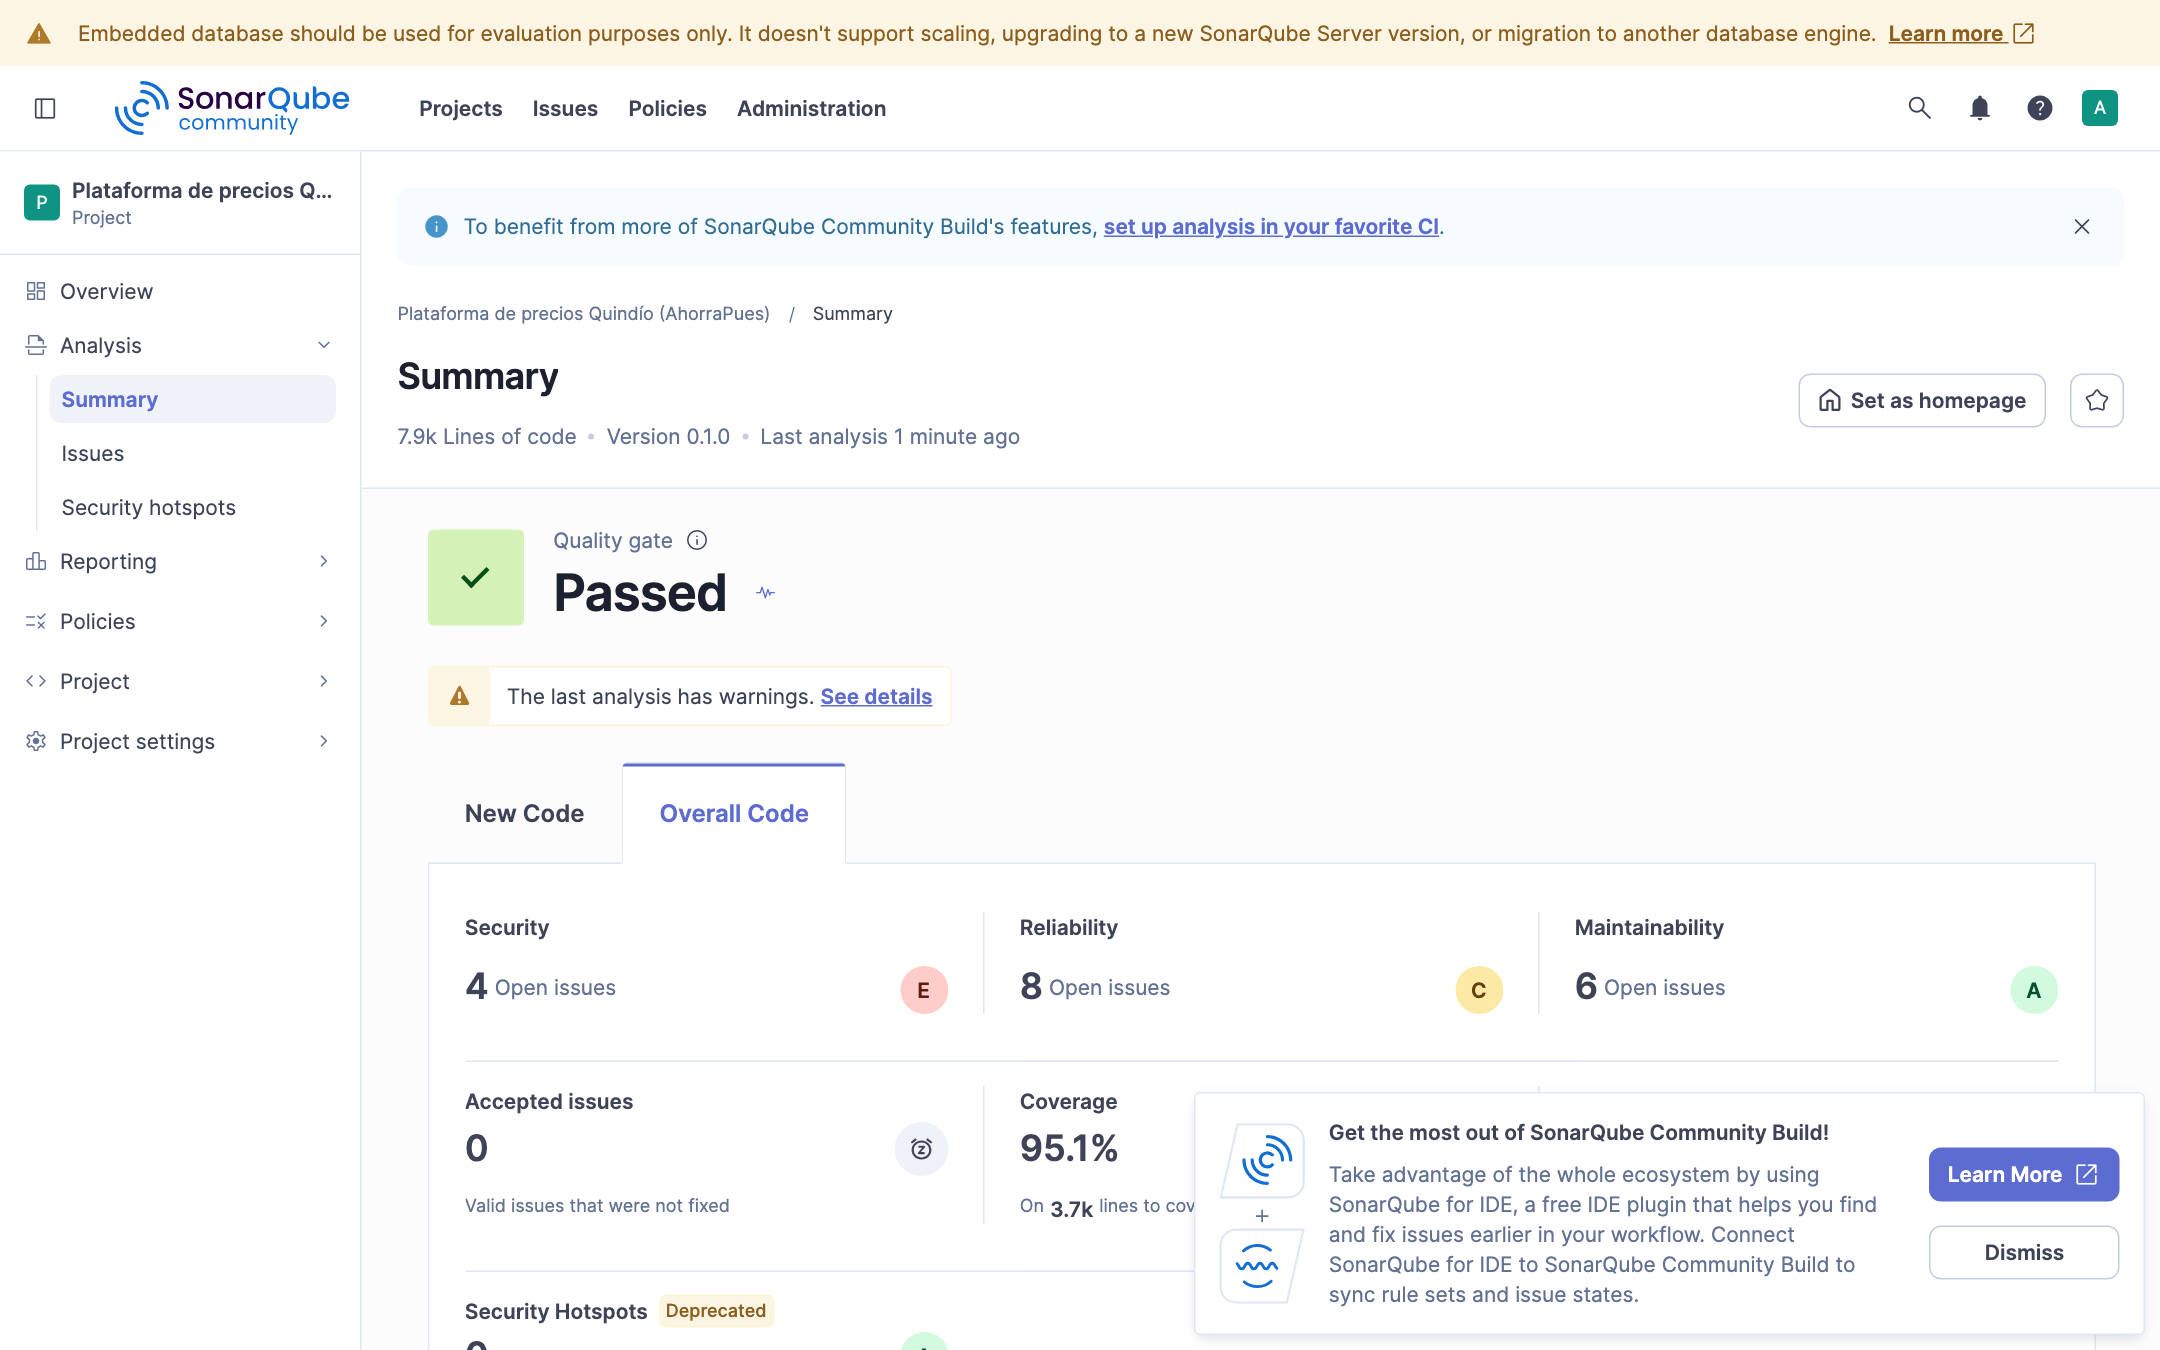 Embedded database should be used for evaluation purposes only. It doesn't support scaling, upgrading to a new SonarQube Server version, or migration to another database engine. Learn more
SonarQube community
Projects Issues Policies Administration
A
P
Plataforma de precios Q...
Project
Overview
Analysis
Summary
Issues
Security hotspots
Reporting
Policies
Project
Project settings
To benefit from more of SonarQube Community Build's features, set up analysis in your favorite CI.
Plataforma de precios Quindío (AhorraPues) / Summary
Summary
Set as homepage
7.9k Lines of code • Version 0.1.0 • Last analysis 1 minute ago
Quality gate
Passed
The last analysis has warnings. See details
New Code
Overall Code
Security
4 Open issues
E
Reliability
8 Open issues
C
Maintainability
6 Open issues
A
Accepted issues
0
Valid issues that were not fixed
Coverage
95.1%
On 3.7k lines to cov
Security Hotspots Deprecated
Get the most out of SonarQube Community Build!
Take advantage of the whole ecosystem by using
SonarQube for IDE, a free IDE plugin that helps you find
and fix issues earlier in your workflow. Connect
SonarQube for IDE to SonarQube Community Build to
sync rule sets and issue states.
Learn More
Dismiss